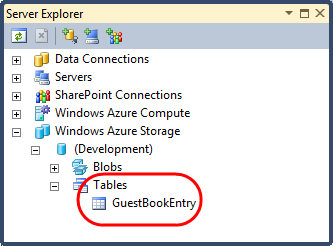 Server Explorer
Data Connections
Servers
SharePoint Connections
Windows Azure Compute
Windows Azure Storage
(Development)
Blobs
Tables
GuestBookEntry